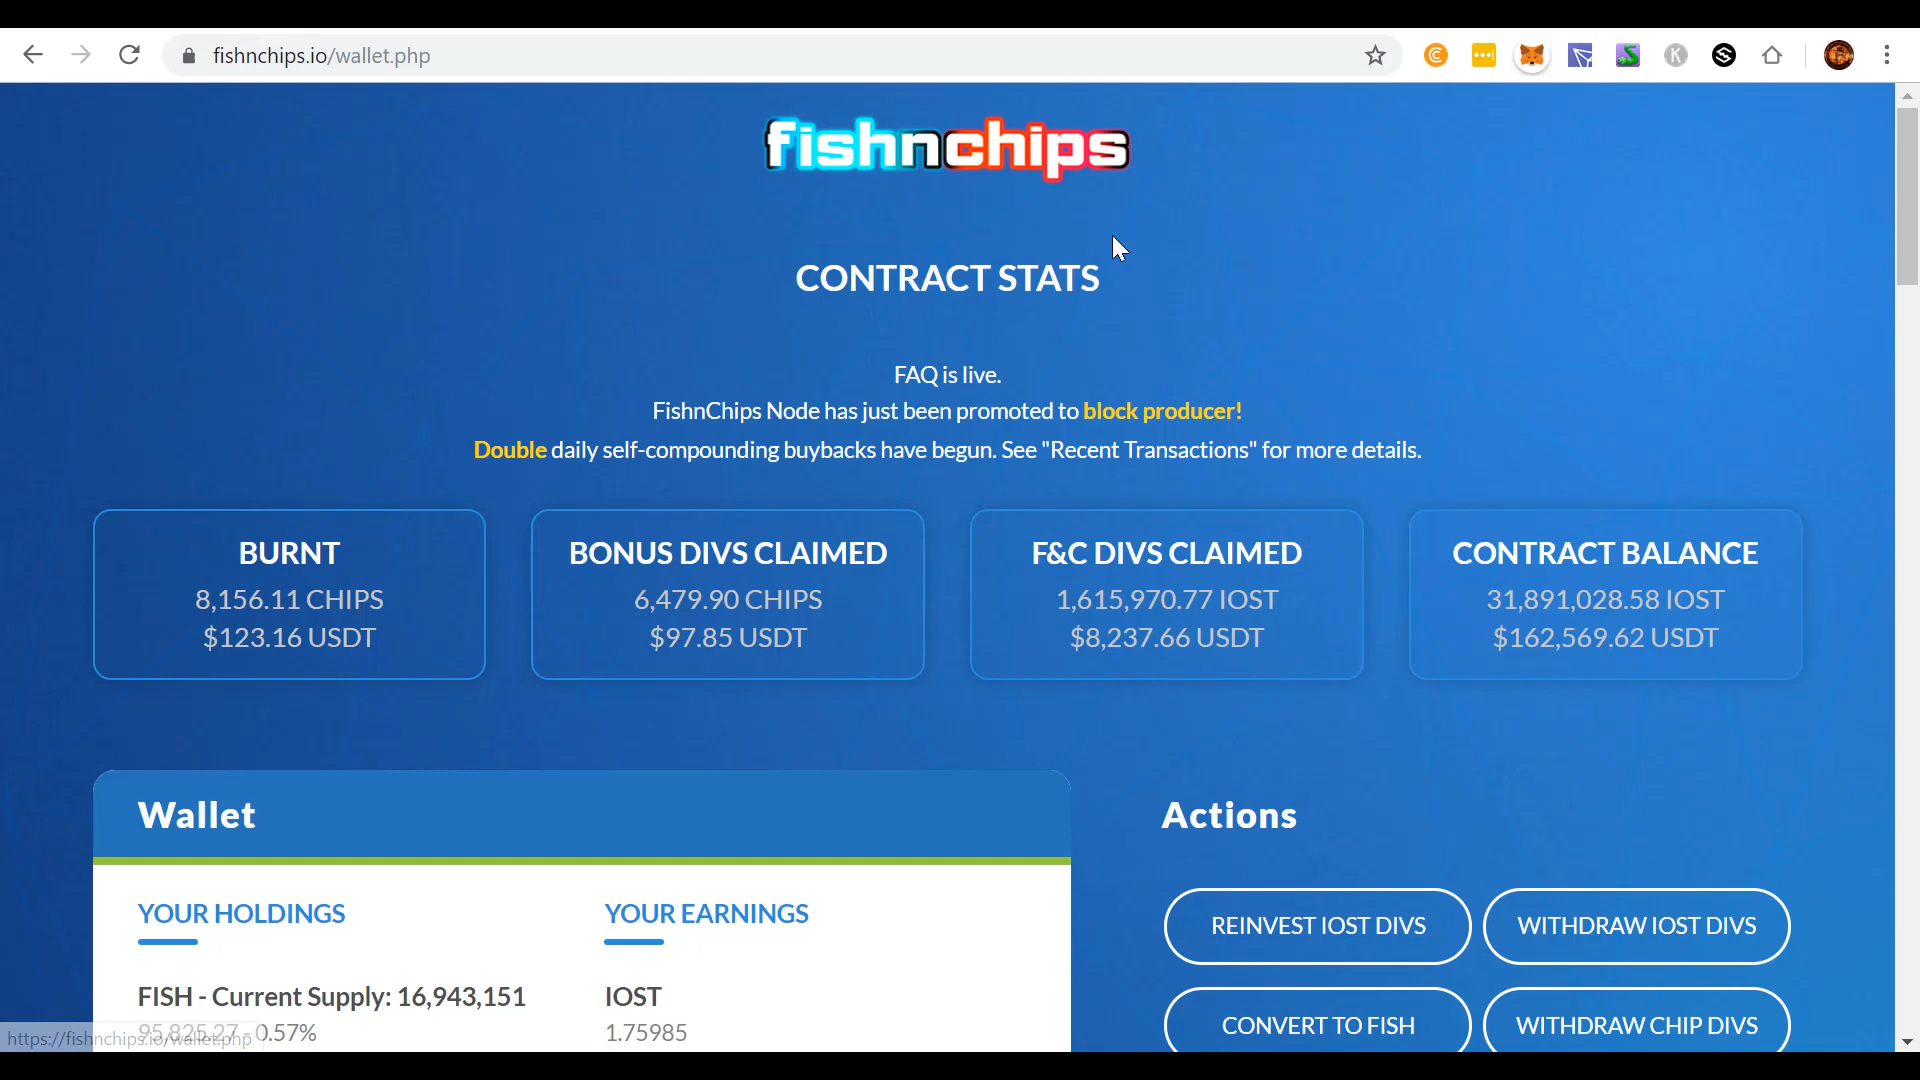 fishnchips.io/wallet.php
fishnchips
CONTRACT STATS
FAQ is live.
FishnChips Node has just been promoted to block producer!
Double daily self-compounding buybacks have begun. See "Recent Transactions" for more details.
BURNT
8,156.11 CHIPS
$123.16 USDT
BONUS DIVS CLAIMED
6,479.90 CHIPS
$97.85 USDT
F&C DIVS CLAIMED
1,615,970.77 IOST
$8,237.66 USDT
CONTRACT BALANCE
31,891,028.58 IOST
$162,569.62 USDT
Wallet
YOUR HOLDINGS
FISH - Current Supply: 16,943,151
95,825.27 - 0.57%
YOUR EARNINGS
IOST
1.75985
Actions
REINVEST IOST DIVS
WITHDRAW IOST DIVS
CONVERT TO FISH
WITHDRAW CHIP DIVS
https://fishnchips.io/wallet.php